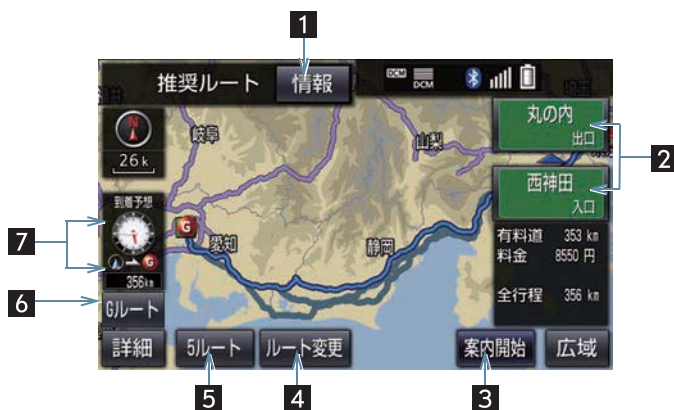 1
推奨ルート 情報
DCM DCM
N
26k
岐阜
山梨
丸の内
出口
2
西神田
入口
到着予想
7
G
愛知
静岡
有料道 353 km
料金 8550 円
G
356km
全行程 356 km
6
Gルート
詳細 5ルート ルート変更 案内開始 広域
5 4 3